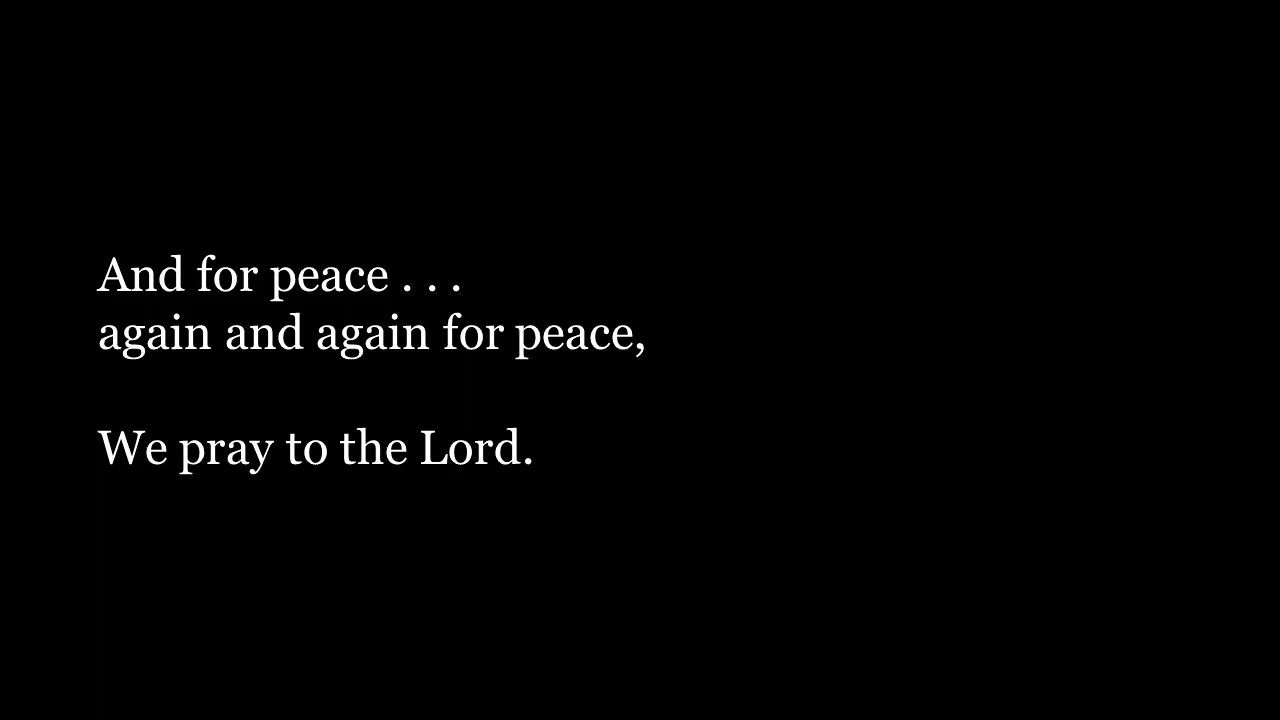 And for peace . . .
again and again for peace,
We pray to the Lord.